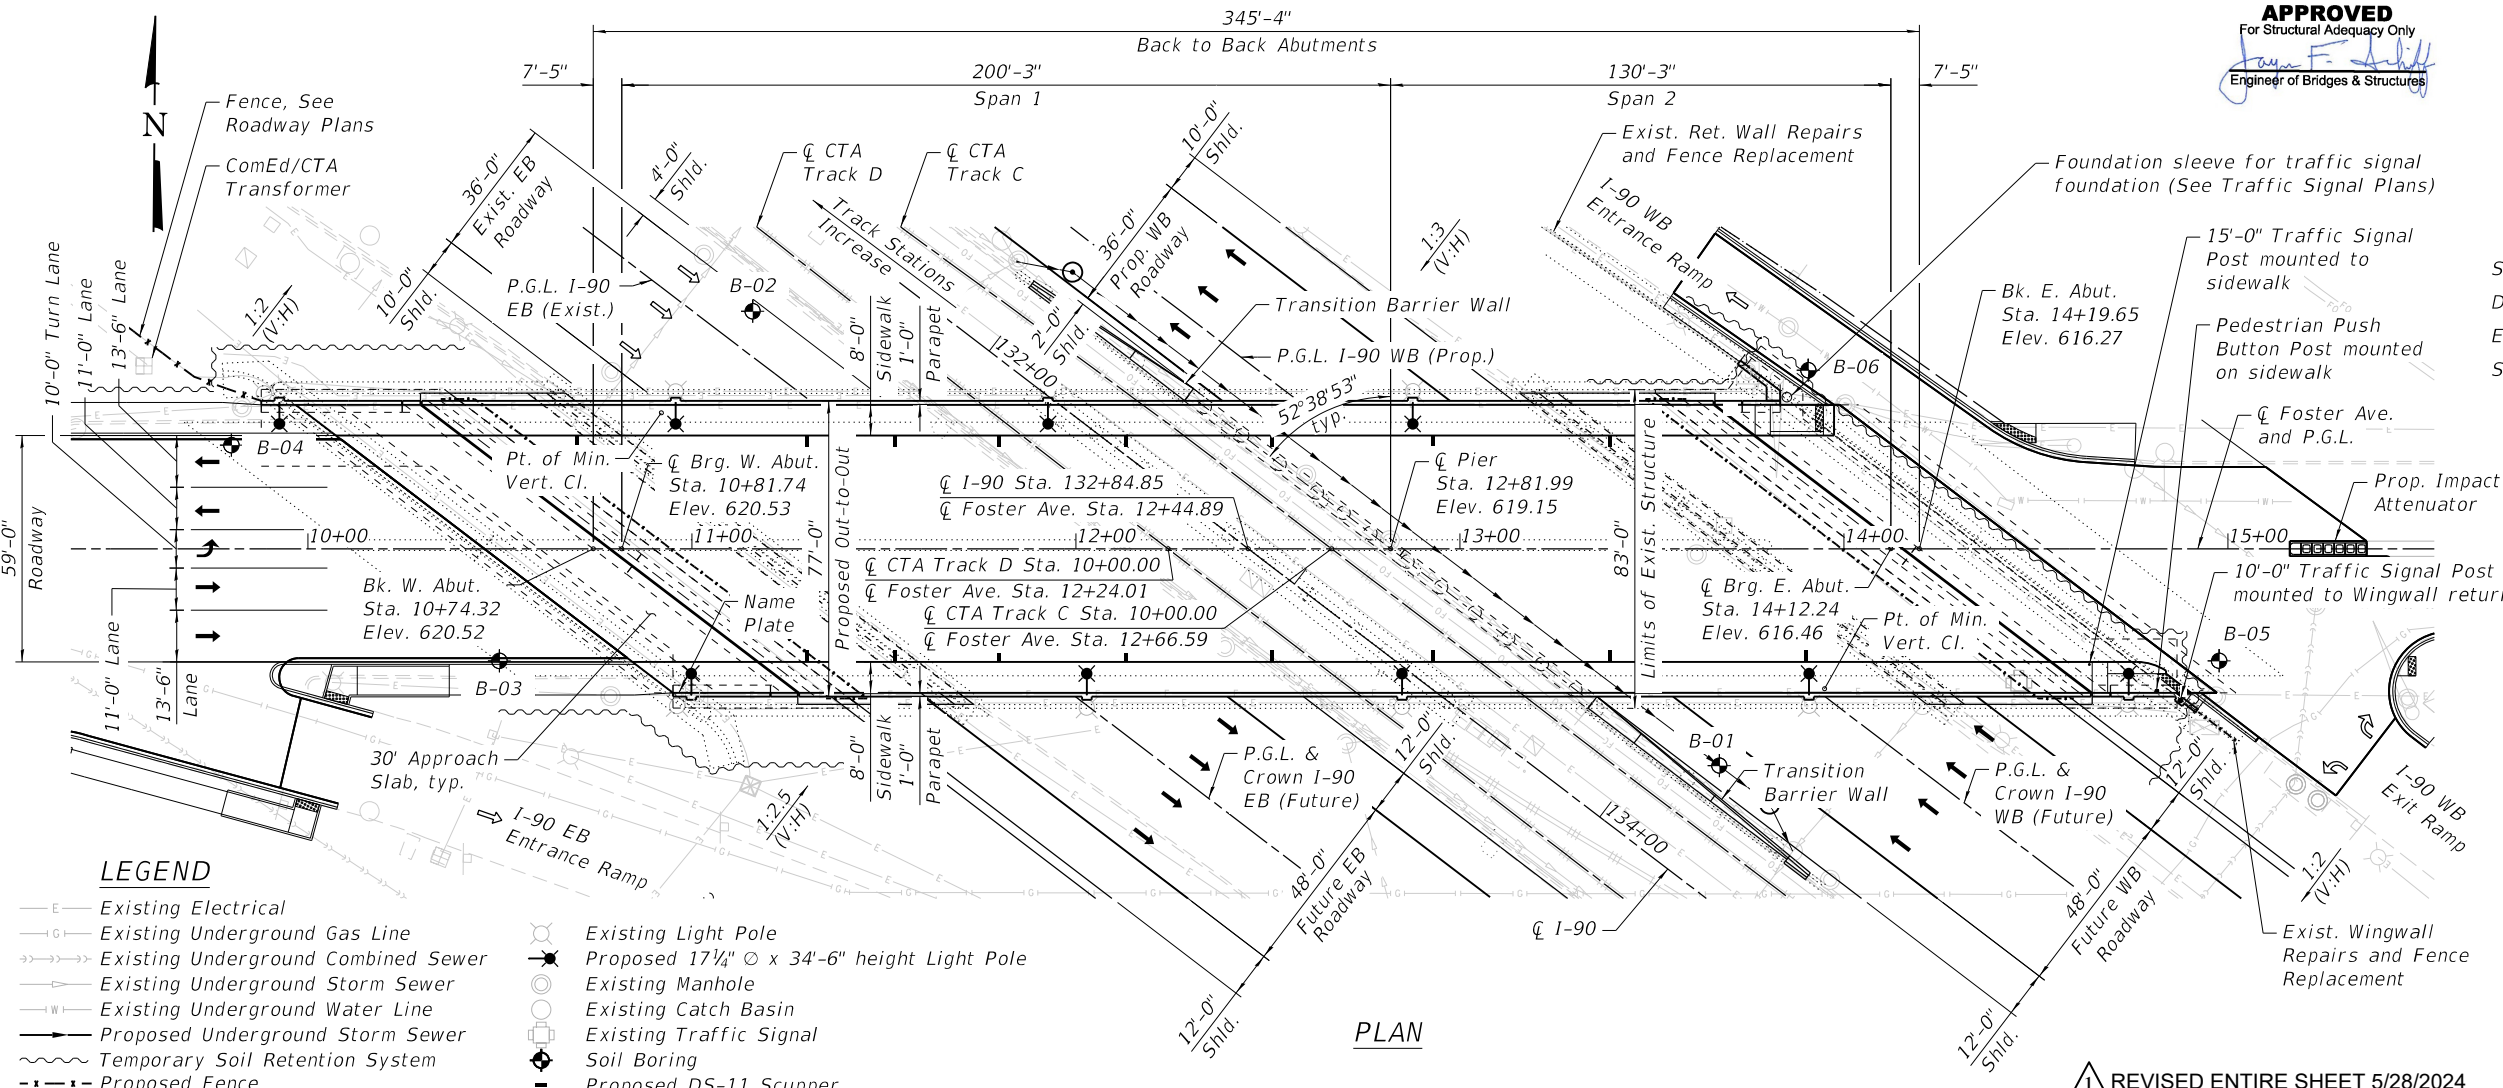 APPROVED
For Structural Adequacy Only
Engineer of Bridges & Structures
345'-4"
Back to Back Abutments
7'-5"
200'-3"
Span 1
130'-3"
Span 2
7'-5"
N
Fence, See
Roadway Plans
ComEd/CTA
Transformer
36'-0"
Exist. EB
Roadway
4'-0"
Shld.
10'-0"
Shld.
1:2
(V:H)
P.G.L. I-90
EB (Exist.)
B-02
℄ CTA
Track D
℄ CTA
Track C
Track Stations
Increase
8'-0"
Sidewalk
1'-0"
Parapet
132+00
2'-0"
Shld.
36'-0"
Prop. WB
Roadway
10'-0"
Shld.
Transition Barrier Wall
P.G.L. I-90 WB (Prop.)
52°38'53"
typ.
1:3
(V:H)
Exist. Ret. Wall Repairs
and Fence Replacement
I-90 WB
Entrance Ramp
B-06
Foundation sleeve for traffic signal
foundation (See Traffic Signal Plans)
15'-0" Traffic Signal
Post mounted to
sidewalk
Bk. E. Abut.
Sta. 14+19.65
Elev. 616.27
Pedestrian Push
Button Post mounted
on sidewalk
℄ Foster Ave.
and P.G.L.
Prop. Impact
Attenuator
S
D
E
S
10'-0" Turn Lane
11'-0" Lane
13'-6" Lane
59'-0"
Roadway
B-04
Pt. of Min.
Vert. Cl.
℄ Brg. W. Abut.
Sta. 10+81.74
Elev. 620.53
77'-0"
Proposed Out-to-Out
℄ I-90 Sta. 132+84.85
℄ Foster Ave. Sta. 12+44.89
℄ Pier
Sta. 12+81.99
Elev. 619.15
83'-0"
Limits of Exist. Structure
10+00
11+00
12+00
13+00
14+00
15+00
℄ CTA Track D Sta. 10+00.00
℄ Foster Ave. Sta. 12+24.01
℄ CTA Track C Sta. 10+00.00
℄ Foster Ave. Sta. 12+66.59
Bk. W. Abut.
Sta. 10+74.32
Elev. 620.52
Name
Plate
℄ Brg. E. Abut.
Sta. 14+12.24
Elev. 616.46
Pt. of Min.
Vert. Cl.
10'-0" Traffic Signal Post
mounted to Wingwall return
B-05
11'-0" Lane
13'-6"
Lane
B-03
30' Approach
Slab, typ.
I-90 EB
Entrance Ramp
1:2.5
(V:H)
8'-0"
Sidewalk
1'-0"
Parapet
P.G.L. &
Crown I-90
EB (Future)
12'-0"
Shld.
48'-0"
Future EB
Roadway
12'-0"
Shld.
B-01
Transition
Barrier Wall
134+00
℄ I-90
P.G.L. &
Crown I-90
WB (Future)
12'-0"
Shld.
48'-0"
Future WB
Roadway
12'-0"
Shld.
I-90 WB
Exit Ramp
1:2
(V:H)
Exist. Wingwall
Repairs and Fence
Replacement
LEGEND
E Existing Electrical
G Existing Underground Gas Line
Existing Underground Combined Sewer
Existing Underground Storm Sewer
W Existing Underground Water Line
Proposed Underground Storm Sewer
Temporary Soil Retention System
Proposed Fence
Existing Light Pole
Proposed 17¼" ∅ x 34'-6" height Light Pole
Existing Manhole
Existing Catch Basin
Existing Traffic Signal
Soil Boring
Proposed DS-11 Scupper
PLAN
1 REVISED ENTIRE SHEET 5/28/2024